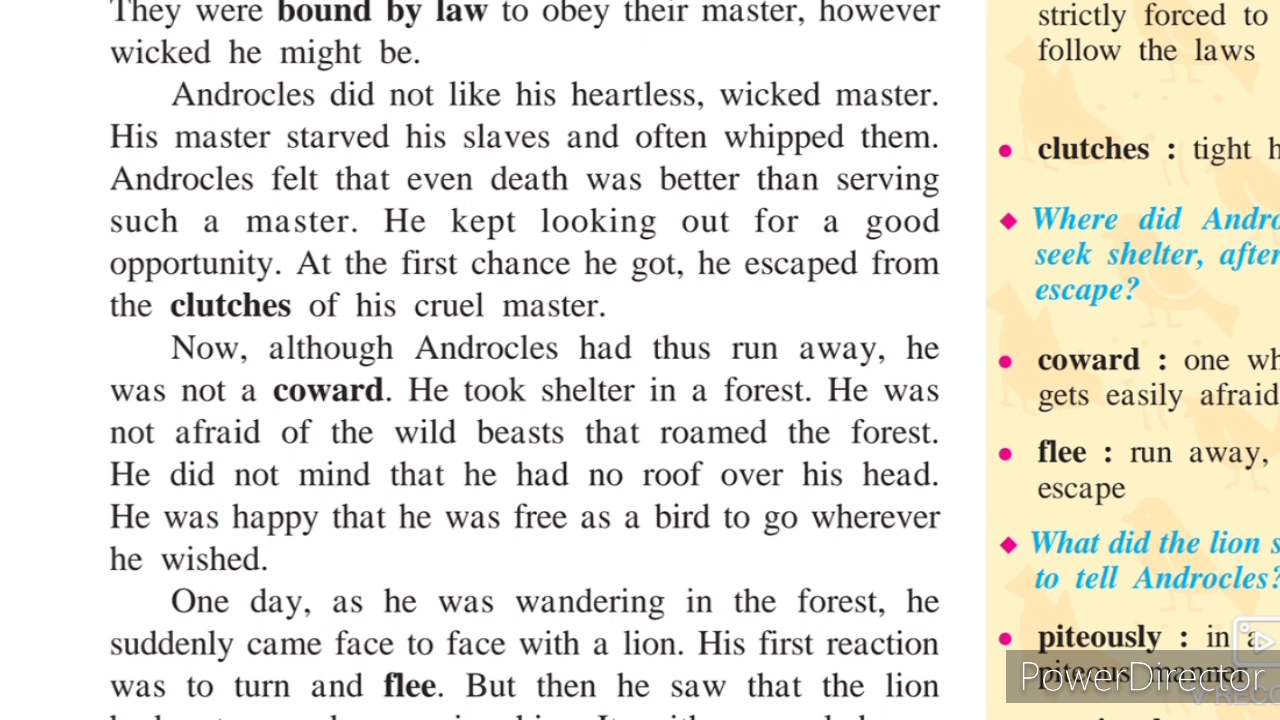 They were bound by law to obey their master, however
wicked he might be.
Androcles did not like his heartless, wicked master.
His master starved his slaves and often whipped them.
Androcles felt that even death was better than serving
such a master. He kept looking out for a good
opportunity. At the first chance he got, he escaped from
the clutches of his cruel master.
Now, although Androcles had thus run away, he
was not a coward. He took shelter in a forest. He was
not afraid of the wild beasts that roamed the forest.
He did not mind that he had no roof over his head.
He was happy that he was free as a bird to go wherever
he wished.
One day, as he was wandering in the forest, he
suddenly came face to face with a lion. His first reaction
was to turn and flee. But then he saw that the lion
strictly forced to
follow the laws
• clutches : tight
◆ Where did
seek shelter,
escape?
• coward : one
gets easily afraid
• flee : run away,
escape
◆ What did the lion
to tell Androcles?
• piteously : in a
piteous manner
PowerDirector